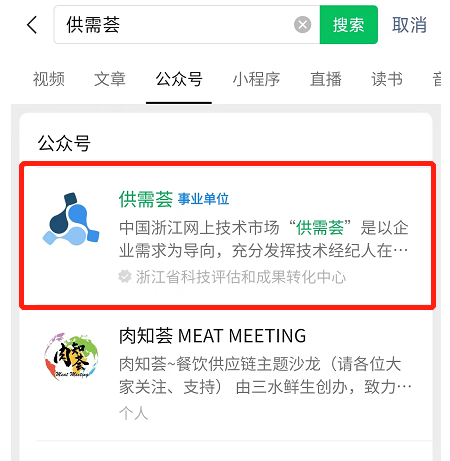 供需荟 搜索 取消
视频 文章 公众号 小程序 直播 读书
公众号
供需荟 事业单位
中国浙江网上技术市场“供需荟”是以企
业需求为导向，充分发挥技术经纪人在…
浙江省科技评估和成果转化中心
肉知荟
Meat Meeting
肉知荟 MEAT MEETING
肉知荟~餐饮供应链主题沙龙（请各位大
家关注、支持） 由三水鲜生创办，致力…
个人